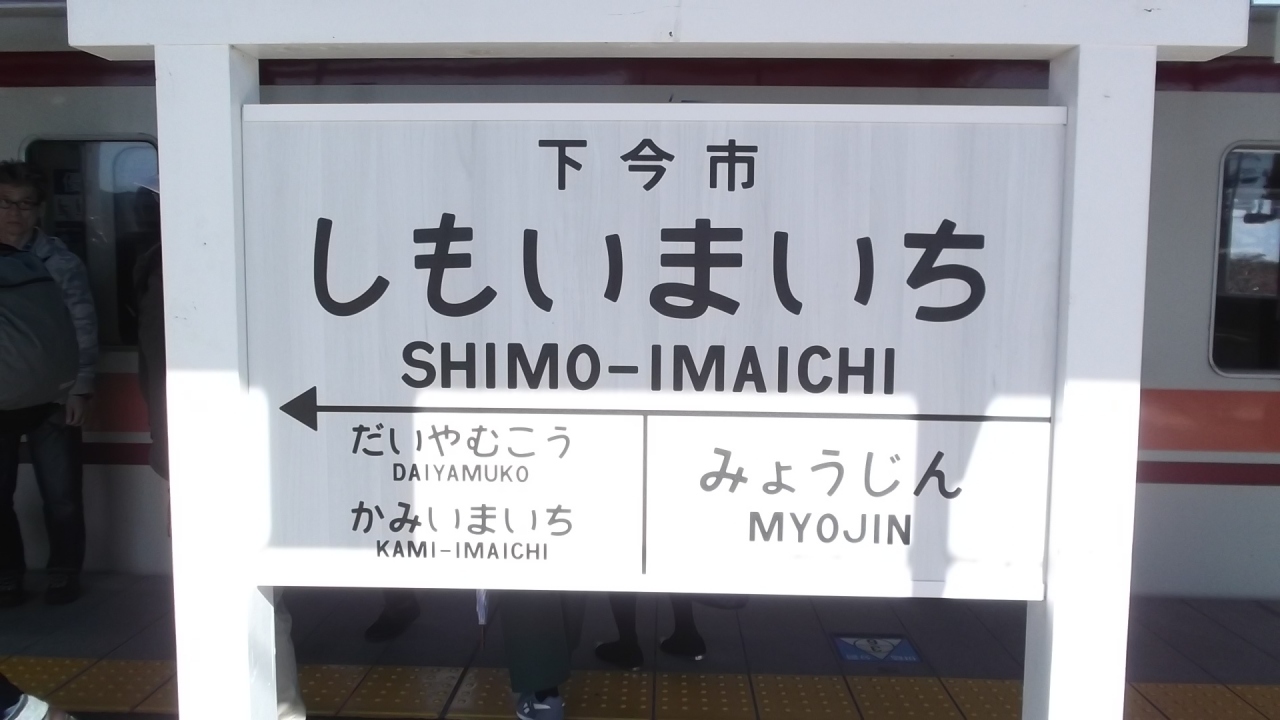 下今市
しもいまいち
SHIMO-IMAICHI
だいやむこう
DAIYAMUKO
かみいまいち
KAMI-IMAICHI
みょうじん
MYOJIN